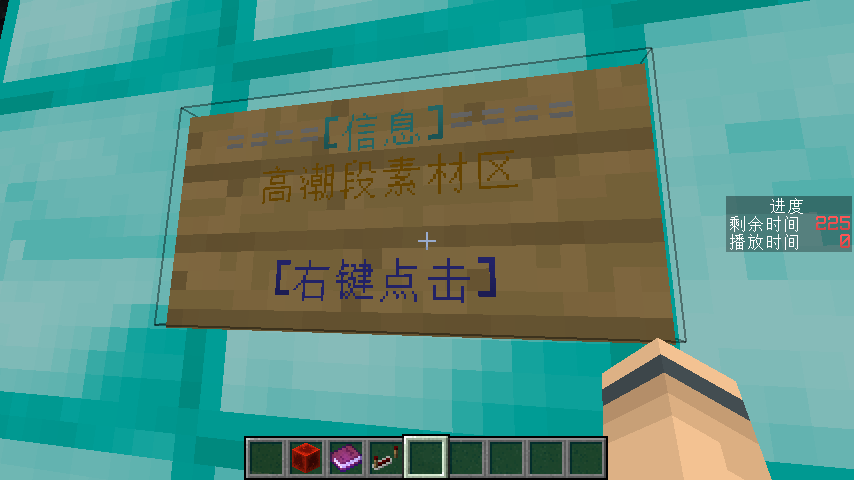 ====[信息]====
高潮段素材区
[右键点击]
进度
剩余时间 225
播放时间 0